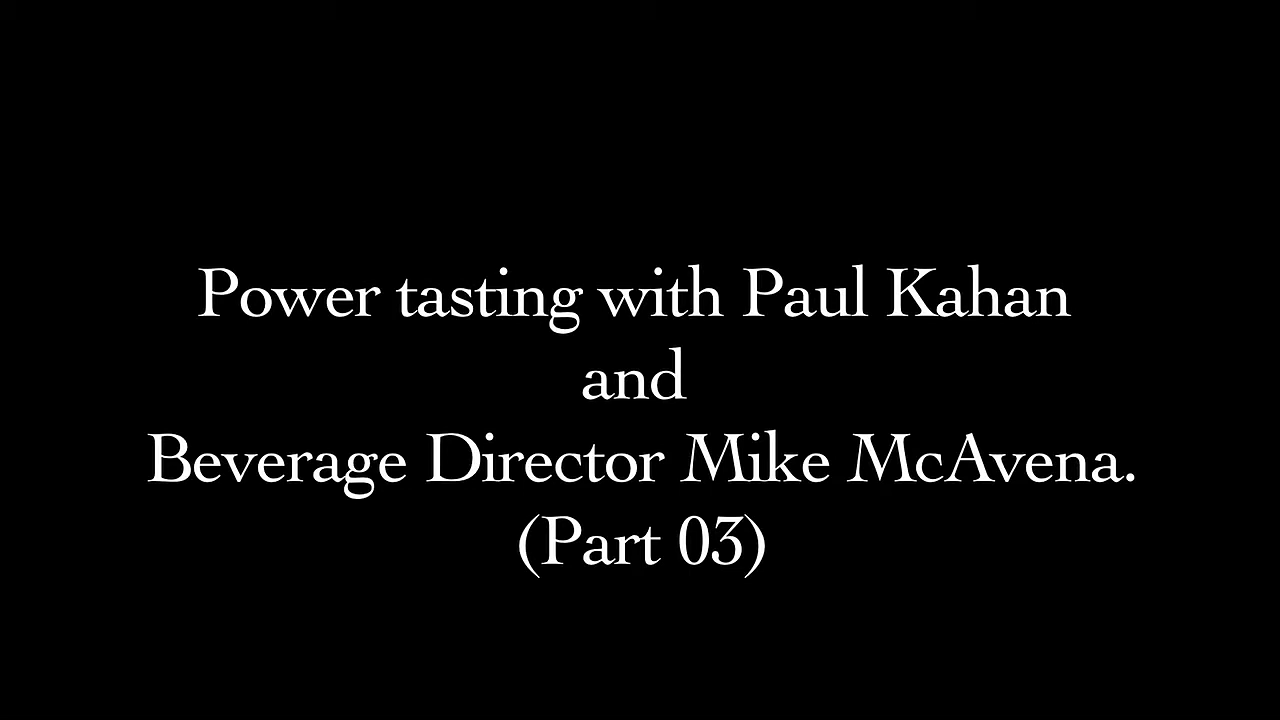 Power tasting with Paul Kahan
and
Beverage Director Mike McAvena.
(Part 03)